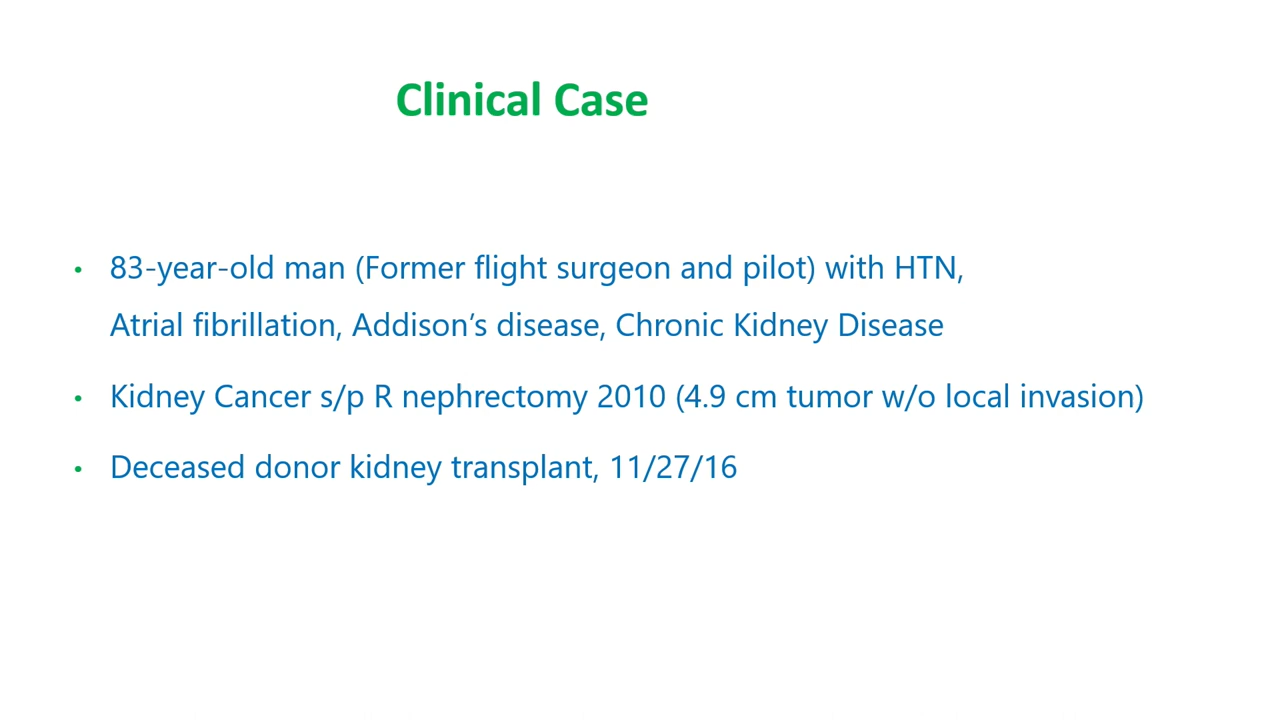 Clinical Case
• 83-year-old man (Former flight surgeon and pilot) with HTN,
Atrial fibrillation, Addison’s disease, Chronic Kidney Disease
• Kidney Cancer s/p R nephrectomy 2010 (4.9 cm tumor w/o local invasion)
• Deceased donor kidney transplant, 11/27/16